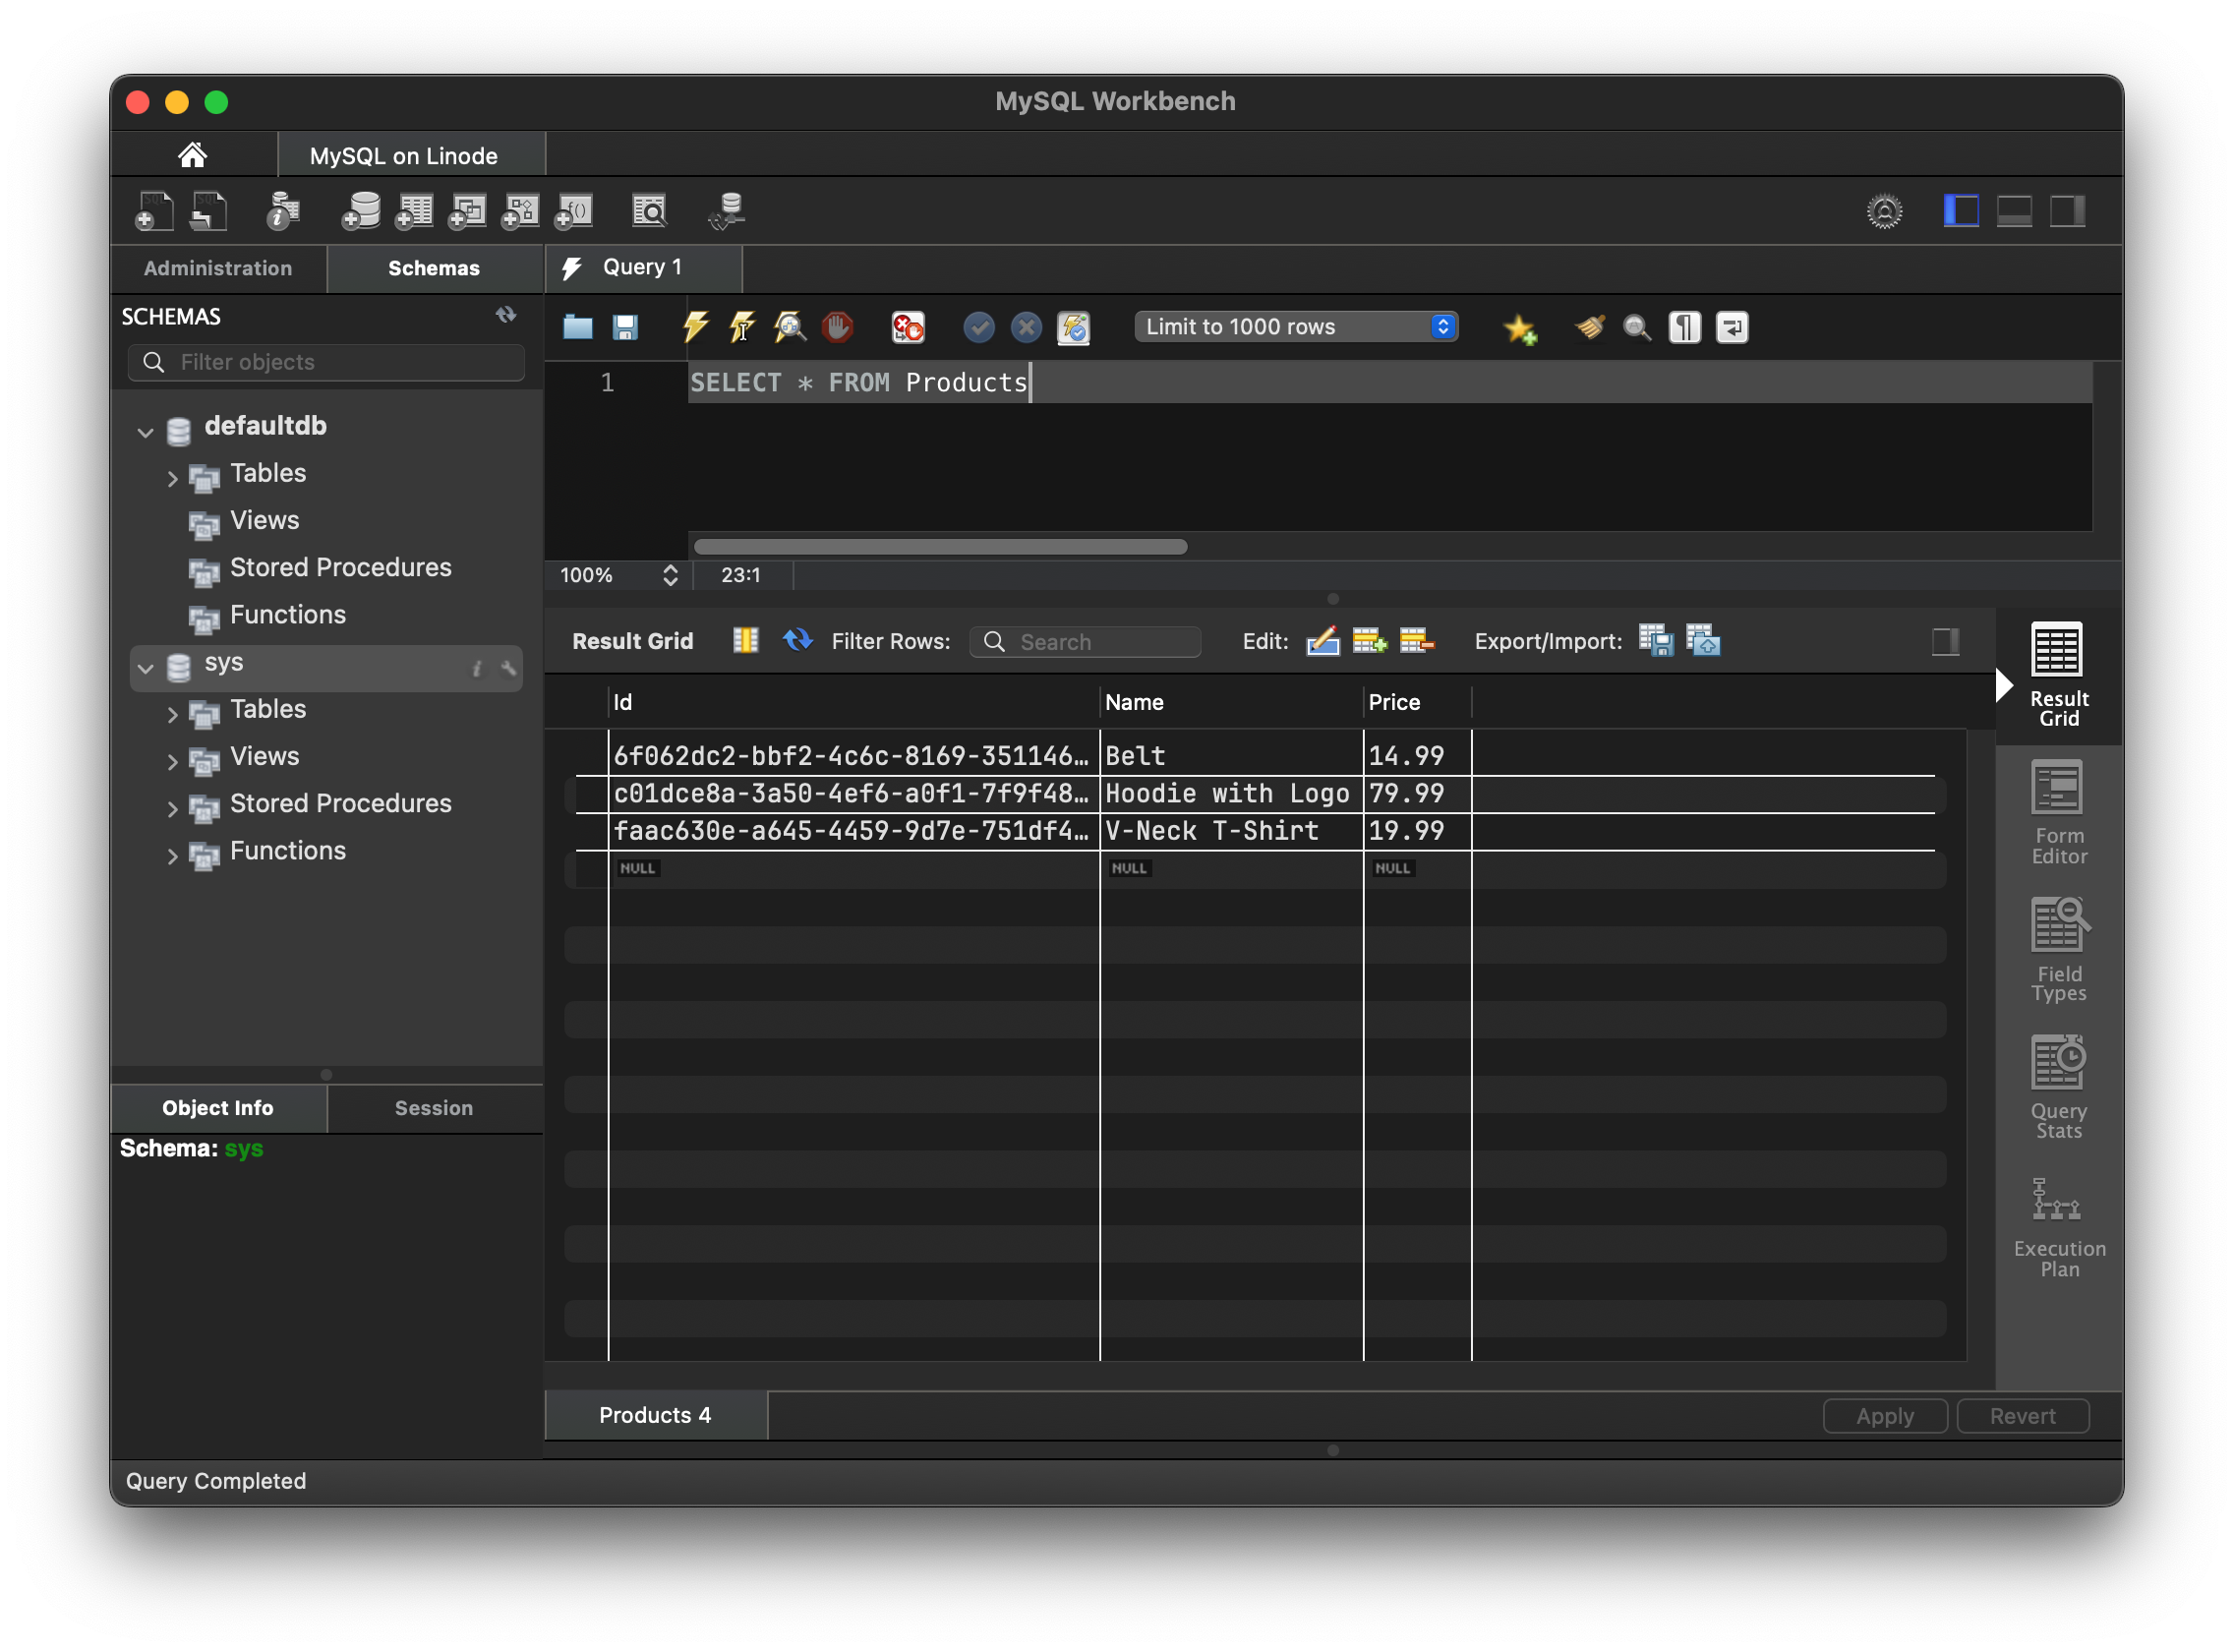 MySQL Workbench
MySQL on Linode
Administration
Schemas
Query 1
SCHEMAS
Filter objects
defaultdb
Tables
Views
Stored Procedures
Functions
sys
Tables
Views
Stored Procedures
Functions
Object Info
Session
Schema: sys
Limit to 1000 rows
1
SELECT * FROM Products
100%
23:1
Result Grid
Filter Rows:
Search
Edit:
Export/Import:
Id Name Price
6f062dc2-bbf2-4c6c-8169-351146… Belt 14.99
c01dce8a-3a50-4ef6-a0f1-7f9f48… Hoodie with Logo 79.99
faac630e-a645-4459-9d7e-751df4… V-Neck T-Shirt 19.99
NULL NULL NULL
Result
Grid
Form
Editor
Field
Types
Query
Stats
Execution
Plan
Products 4
Apply
Revert
Query Completed